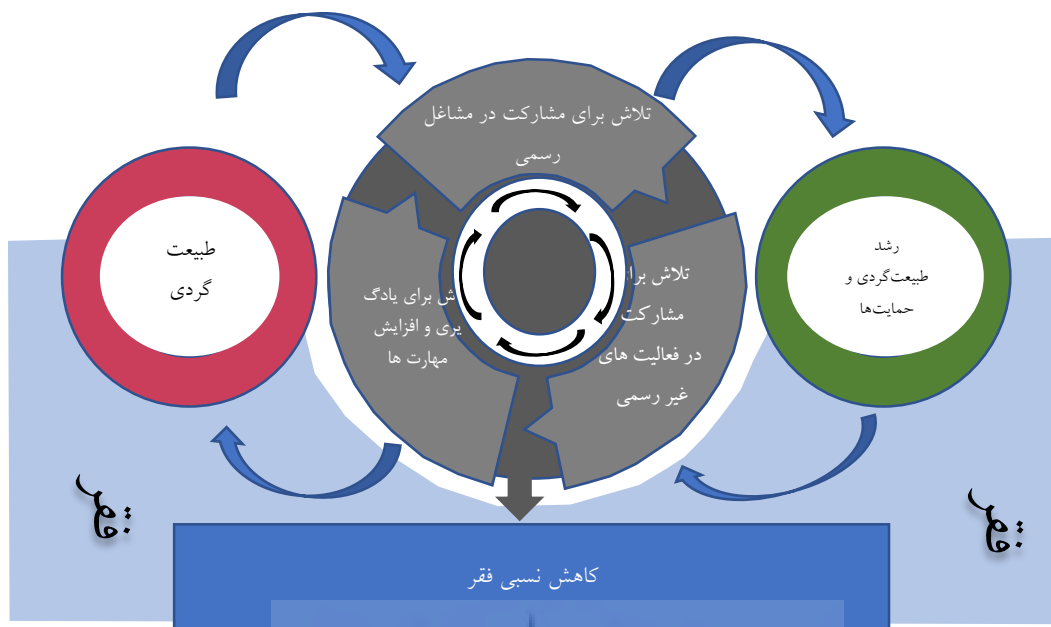 تلاش برای مشارکت در مشاغل
رسمی
رشد
طبیعت‌گردی و
حمایت‌ها
طبیعت
گردی
تلاش
مشارکت
در فعالیت های
غیر رسمی
برای یادگ
یری و افزایش
مهارت ها
فقر
فقر
کاهش نسبی فقر